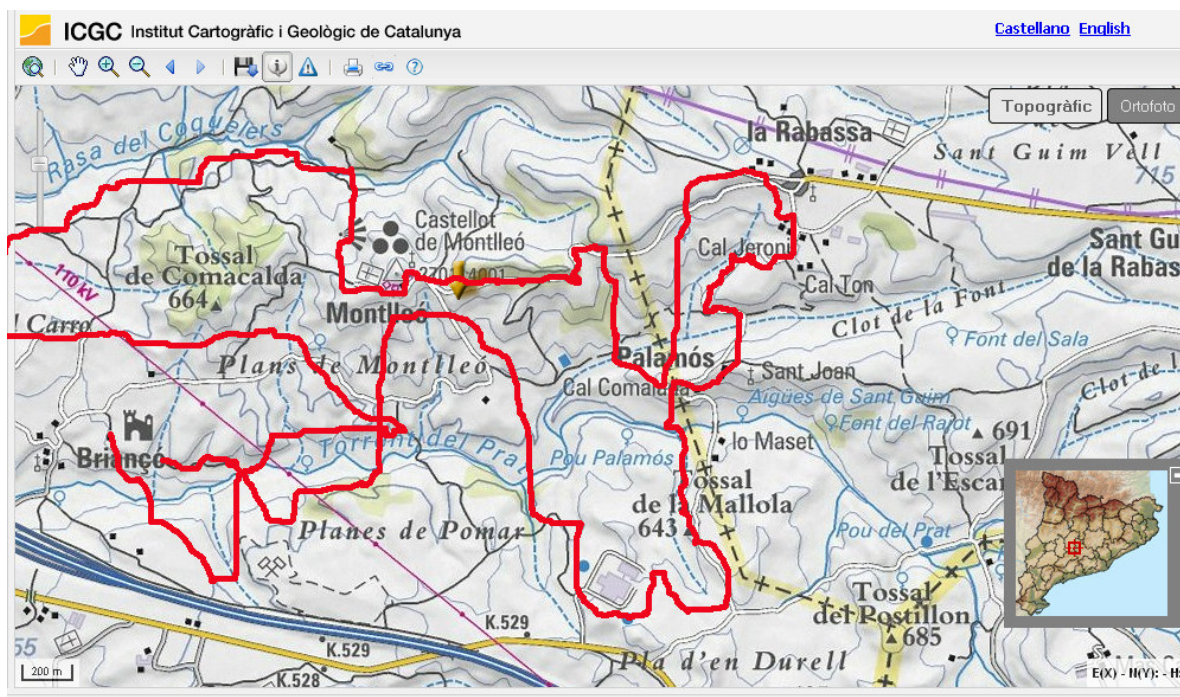 ICGC Institut Cartogràfic i Geològic de Catalunya
Castellano English
Topogràfic
Ortofoto
Rasa del Coquelers
la Rabassa
Sant Guim Vell
715
Castellot
de Montlleó
Cal Jeroni
Sant Gu
de la Rabas
Tossal
de Comacalda
664
110 kV
Cal Ton
Montlleó
l Carro
Clot de la Font
Font del Sala
Plans de Montlleó
Palamós
Sant Joan
Clot de l
Cal Comaleza
Aigües de Sant Guim
Font del Rajot
691
Tossal
de l'Escar
lo Maset
Briançó
Torrent del Prat
Pou Palamós
Tossal
de la Mallola
643
Planes de Pomar
Pou del Prat
Tossal
del Postillon
685
K.529
K.529
K.528
Pla d'en Durell
55
200 m
E(X) - N(Y): - H